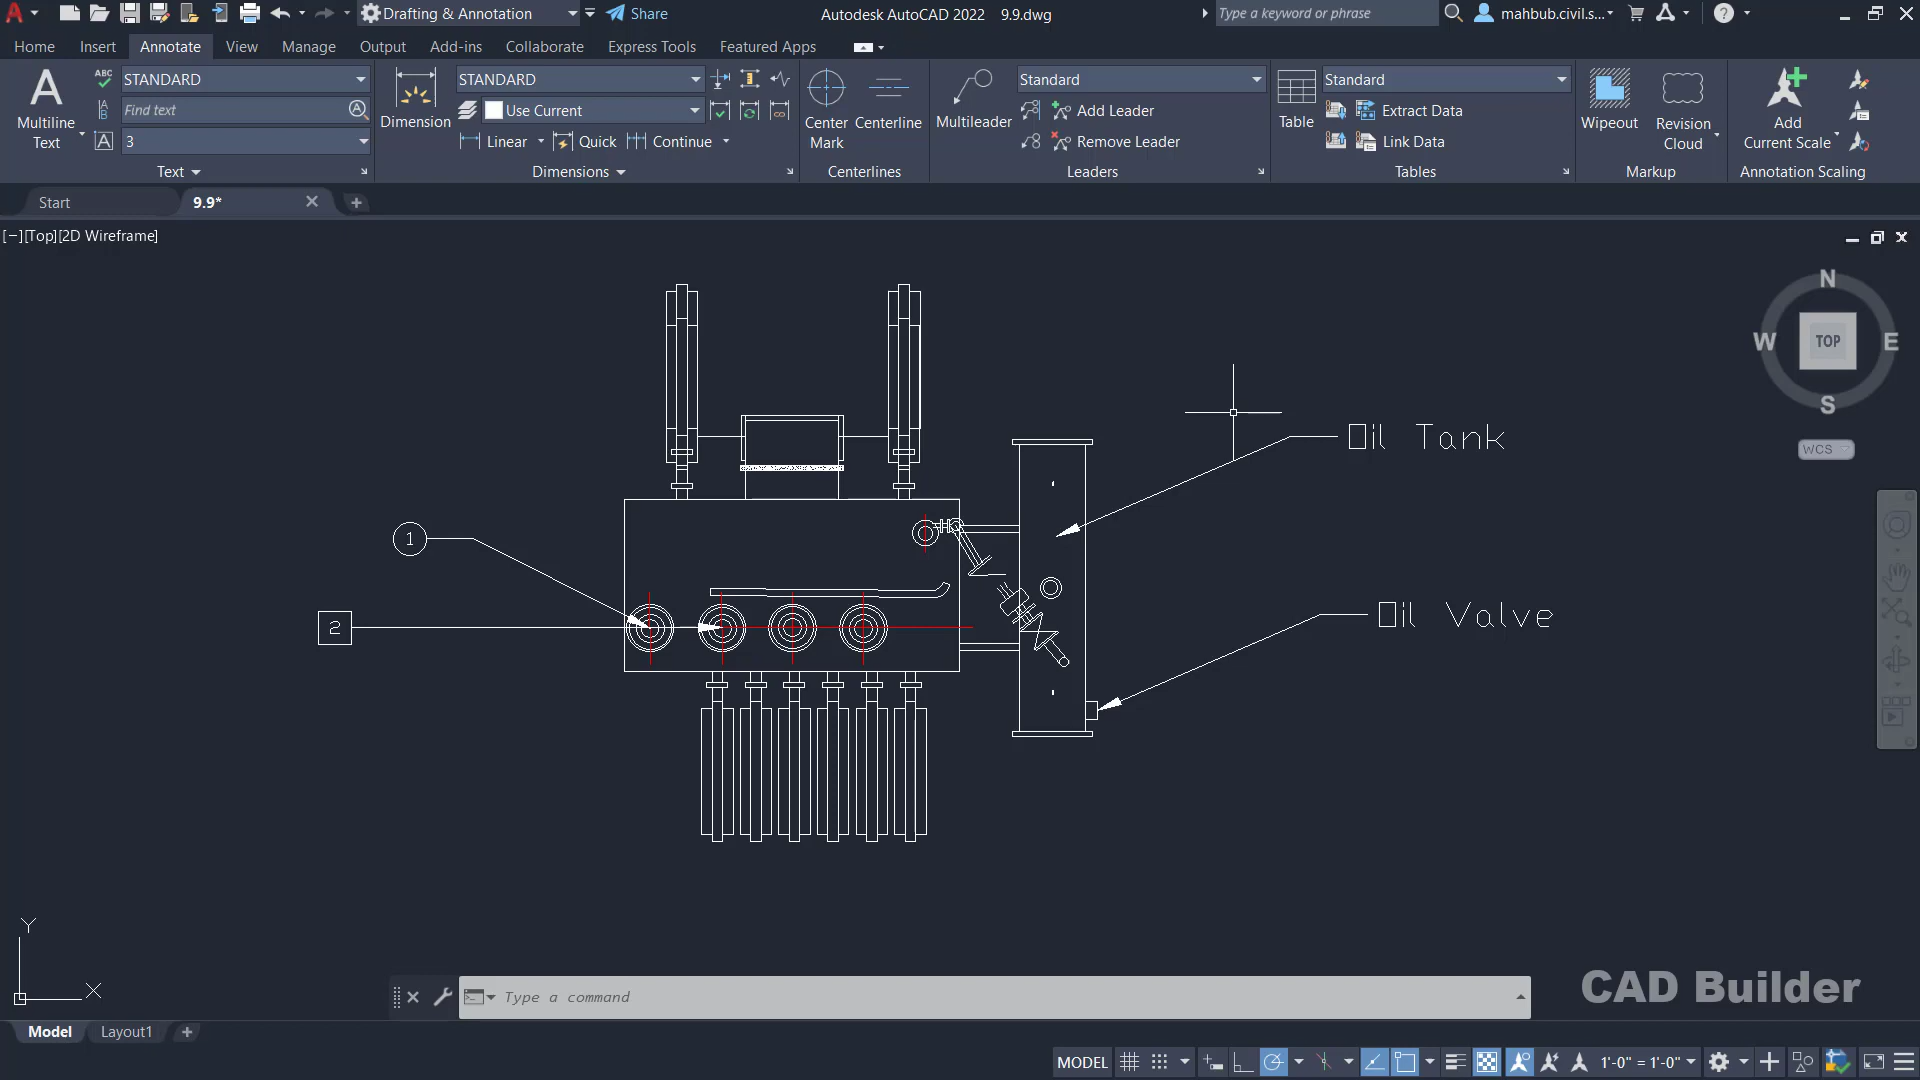 Drafting & Annotation
Share
Autodesk AutoCAD 2022 9.9.dwg
Type a keyword or phrase
mahbub.civil.s...
Home Insert Annotate View Manage Output Add-ins Collaborate Express Tools Featured Apps
Multiline Text
ABC
STANDARD
Find text
3
Text
Dimension
STANDARD
Use Current
Linear Quick Continue
Dimensions
Center Mark
Centerline
Centerlines
Multileader
Standard
Add Leader
Remove Leader
Leaders
Table
Standard
Extract Data
Link Data
Tables
Wipeout
Revision Cloud
Markup
Add Current Scale
Annotation Scaling
Start
9.9*
[−][Top][2D Wireframe]
N
W TOP E
S
WCS
Oil Tank
1
Oil Valve
2
Y
X
Type a command
CAD Builder
Model Layout1
MODEL
1'-0" = 1'-0"